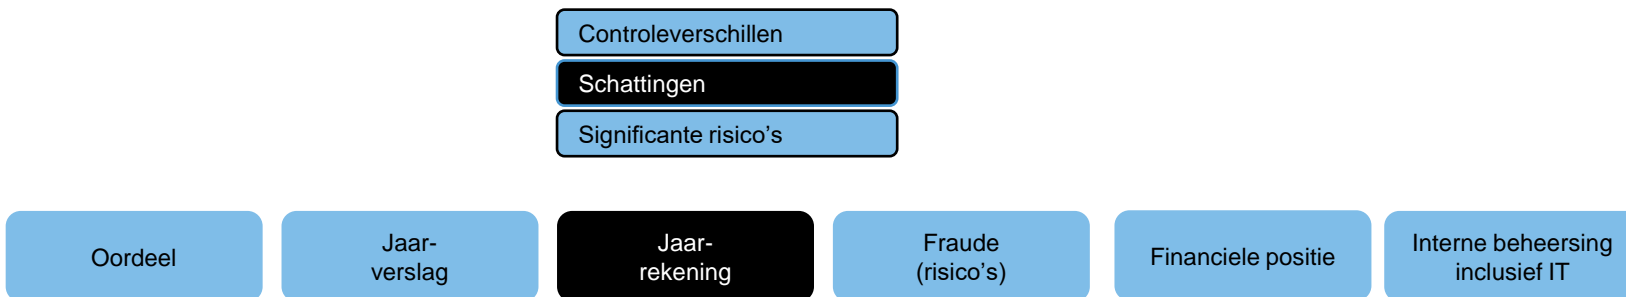 Controleverschillen
Schattingen
Significante risico’s
Oordeel
Jaar-
verslag
Jaar-
rekening
Fraude
(risico’s)
Financiele positie
Interne beheersing
inclusief IT